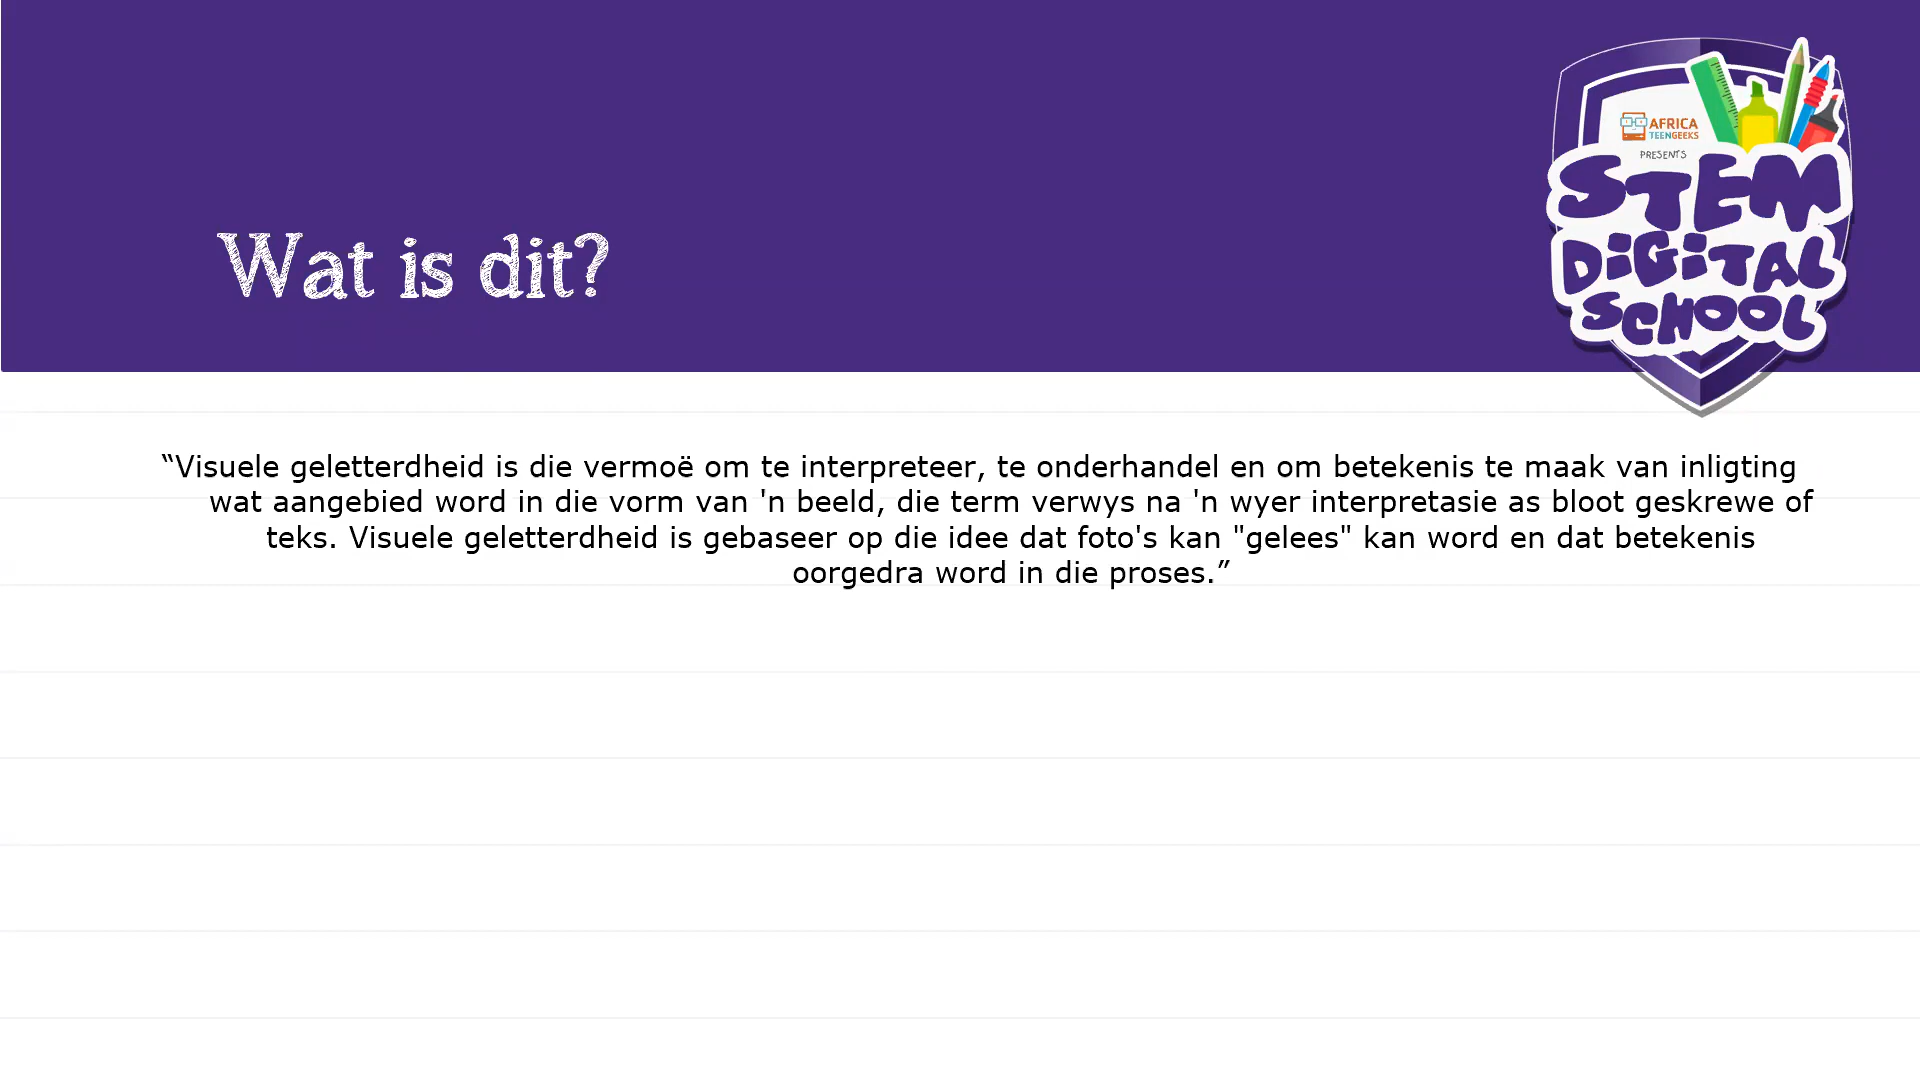 AFRICA
TEENGEEKS
PRESENTS
STEM
DIGITAL
SCHOOL
Wat is dit?
“Visuele geletterdheid is die vermoë om te interpreteer, te onderhandel en om betekenis te maak van inligting
wat aangebied word in die vorm van 'n beeld, die term verwys na 'n wyer interpretasie as bloot geskrewe of
teks. Visuele geletterdheid is gebaseer op die idee dat foto's kan "gelees" kan word en dat betekenis
oorgedra word in die proses.”